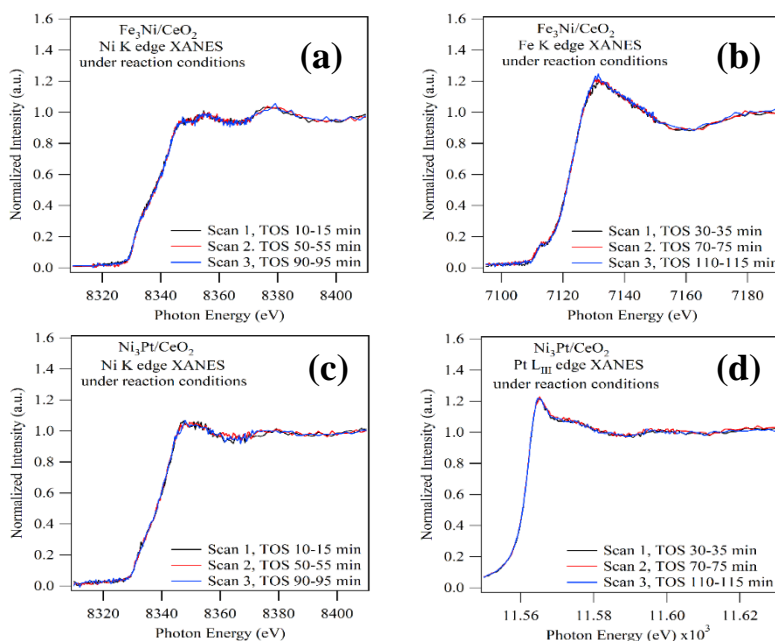 Fe₃Ni/CeO₂
Ni K edge XANES
under reaction conditions
(a)
Normalized Intensity (a.u.)
1.6
1.4
1.2
1.0
0.8
0.6
0.4
0.2
0.0
Scan 1, TOS 10-15 min
Scan 2. TOS 50-55 min
Scan 3, TOS 90-95 min
8320 8340 8360 8380 8400
Photon Energy (eV)
Fe₃Ni/CeO₂
Fe K edge XANES
under reaction conditions
(b)
Normalized Intensity (a.u.)
1.6
1.4
1.2
1.0
0.8
0.6
0.4
0.2
0.0
Scan 1, TOS 30-35 min
Scan 2. TOS 70-75 min
Scan 3, TOS 110-115 min
7100 7120 7140 7160 7180
Photon Energy (eV)
Ni₃Pt/CeO₂
Ni K edge XANES
under reaction conditions
(c)
Normalized Intensity (a.u.)
1.6
1.4
1.2
1.0
0.8
0.6
0.4
0.2
0.0
Scan 1, TOS 10-15 min
Scan 2, TOS 50-55 min
Scan 3, TOS 90-95 min
8320 8340 8360 8380 8400
Photon Energy (eV)
Ni₃Pt/CeO₂
Pt L_III edge XANES
under reaction conditions
(d)
Normalized Intensity (a.u.)
1.6
1.4
1.2
1.0
0.8
0.6
0.4
0.2
0.0
Scan 1, TOS 30-35 min
Scan 2, TOS 70-75 min
Scan 3, TOS 110-115 min
11.565 11.580 11.600 11.620
Photon Energy (eV) x10³